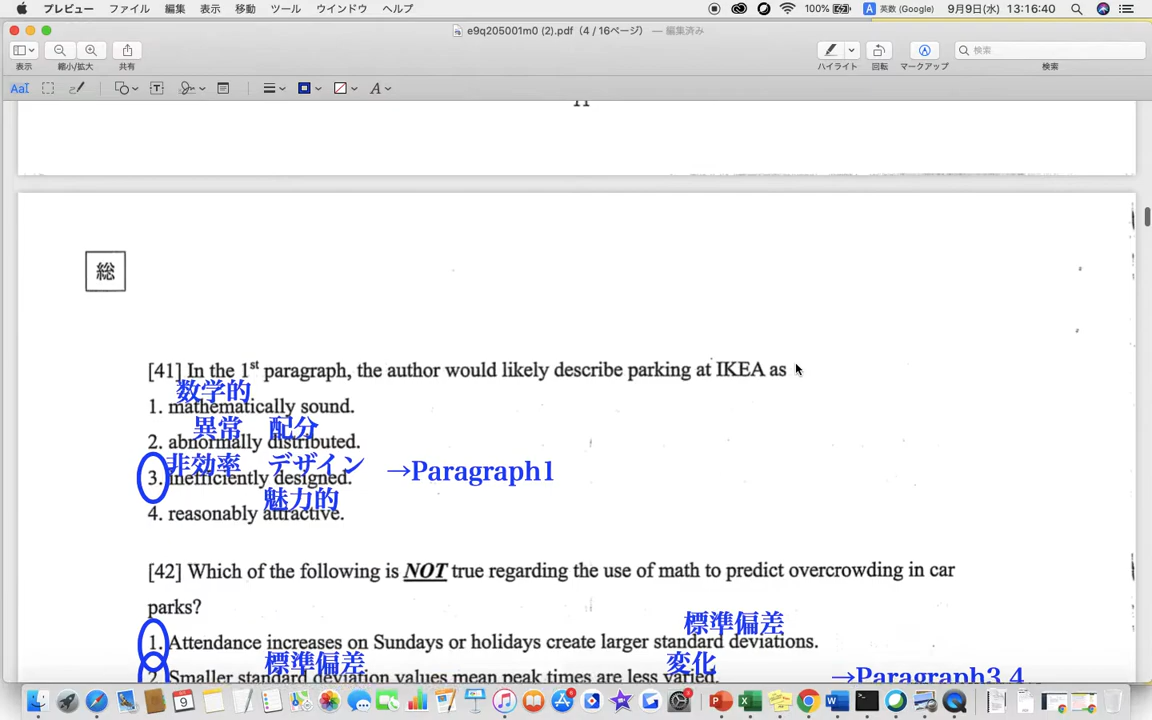 プレビュー ファイル 編集 表示 移動 ツール ウインドウ ヘルプ 100% A 英数 (Google) 9月9日(水) 13:16:40
e9q205001m0 (2).pdf (4 / 16ページ) — 編集済み
検索
表示 縮小/拡大 共有 ハイライト 回転 マークアップ 検索
AaI T A
11
総
[41] In the 1st paragraph, the author would likely describe parking at IKEA as
数学的
1. mathematically sound.
異常 配分
2. abnormally distributed.
非効率 デザイン →Paragraph1
3. inefficiently designed.
魅力的
4. reasonably attractive.
[42] Which of the following is NOT true regarding the use of math to predict overcrowding in car
parks?
標準偏差
1. Attendance increases on Sundays or holidays create larger standard deviations.
標準偏差 変化
2. Smaller standard deviation values mean peak times are less varied. →Paragraph3,4